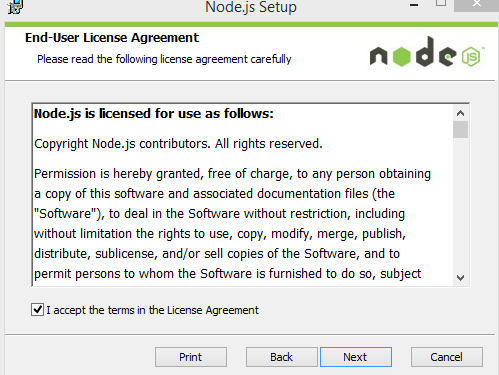 Node.js Setup
End-User License Agreement
Please read the following license agreement carefully
node
JS
Node.js is licensed for use as follows:
Copyright Node.js contributors. All rights reserved.
Permission is hereby granted, free of charge, to any person obtaining
a copy of this software and associated documentation files (the
"Software"), to deal in the Software without restriction, including
without limitation the rights to use, copy, modify, merge, publish,
distribute, sublicense, and/or sell copies of the Software, and to
permit persons to whom the Software is furnished to do so, subject
I accept the terms in the License Agreement
Print Back Next Cancel